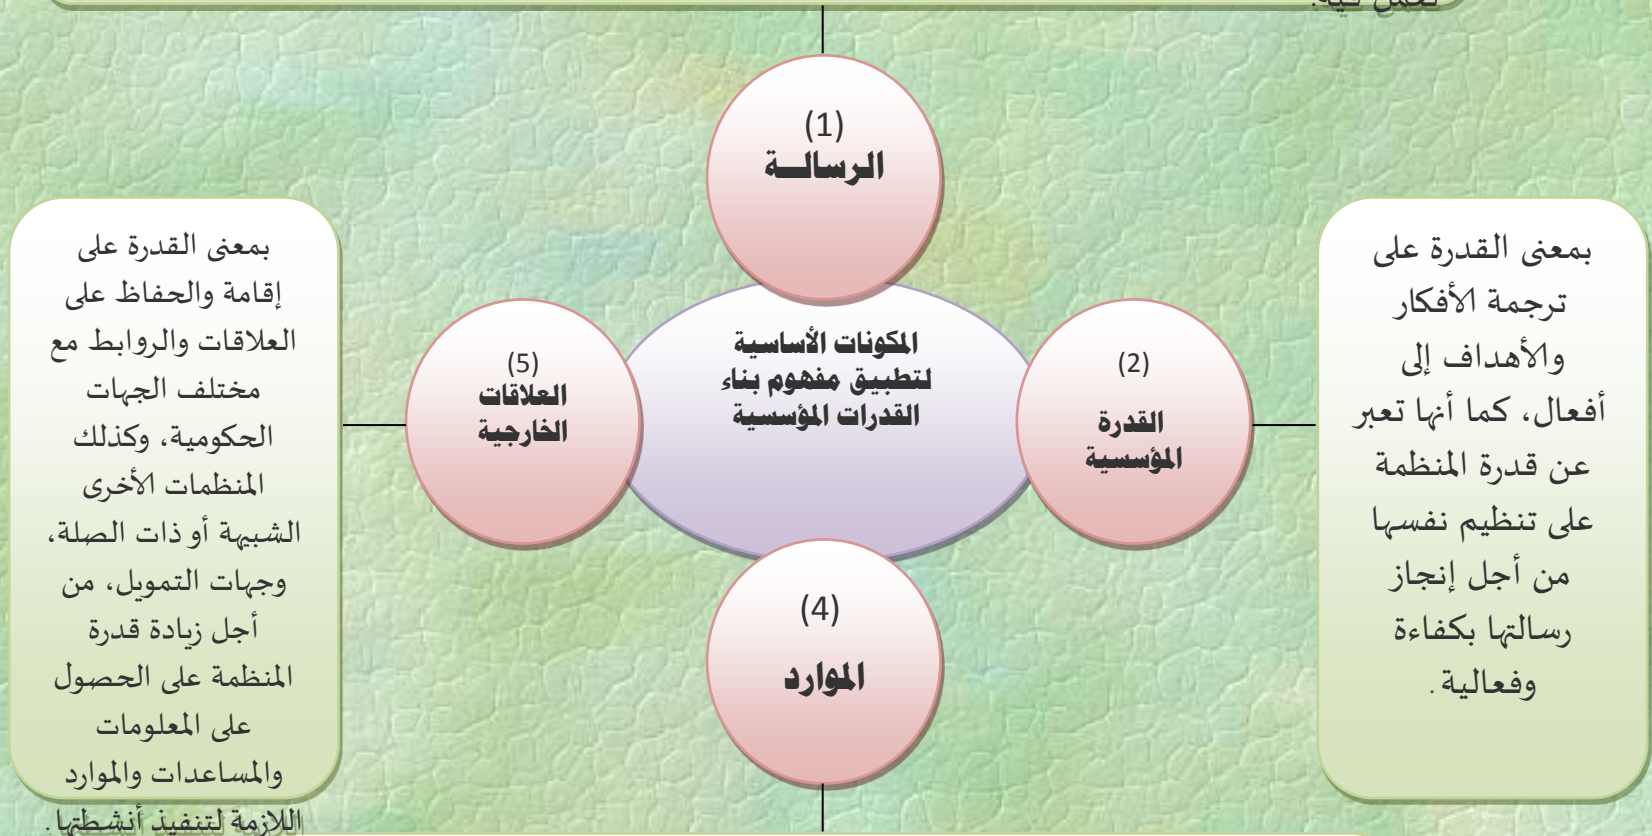 تعمل فيه.
(1)
الرسالــة
المكونات الأساسية
لتطبيق مفهوم بناء
القدرات المؤسسية
(2)
القدرة
المؤسسية
بمعنى القدرة على
ترجمة الأفكار
والأهداف إلى
أفعال، كما أنها تعبر
عن قدرة المنظمة
على تنظيم نفسها
من أجل إنجاز
رسالتها بكفاءة
وفعالية.
(4)
الموارد
(5)
العلاقات
الخارجية
بمعنى القدرة على
إقامة والحفاظ على
العلاقات والروابط مع
مختلف الجهات
الحكومية، وكذلك
المنظمات الأخرى
الشبيهة أو ذات الصلة،
وجهات التمويل، من
أجل زيادة قدرة
المنظمة على الحصول
على المعلومات
والمساعدات والموارد
اللازمة لتنفيذ أنشطتها.